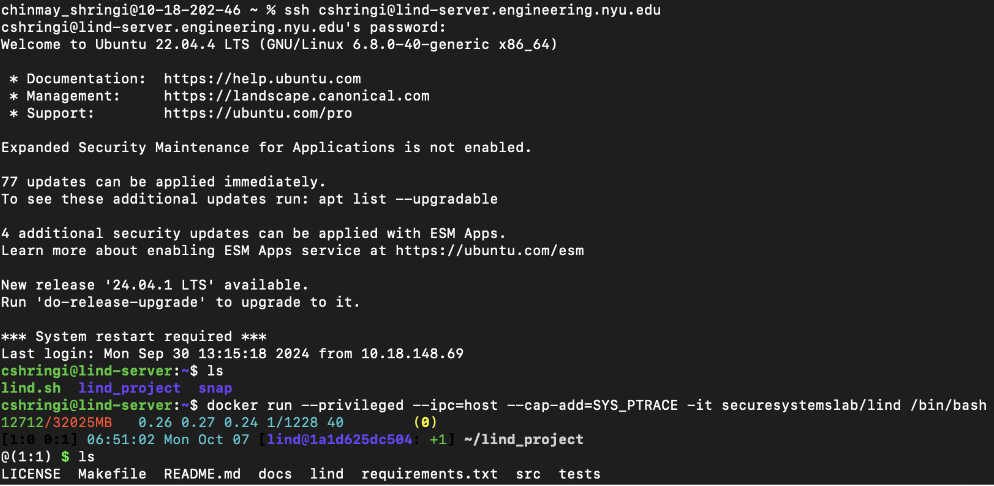 chinmay_shringi@10-18-202-46 ~ % ssh cshringi@lind-server.engineering.nyu.edu
cshringi@lind-server.engineering.nyu.edu's password:
Welcome to Ubuntu 22.04.4 LTS (GNU/Linux 6.8.0-40-generic x86_64)

 * Documentation:  https://help.ubuntu.com
 * Management:     https://landscape.canonical.com
 * Support:        https://ubuntu.com/pro

Expanded Security Maintenance for Applications is not enabled.

77 updates can be applied immediately.
To see these additional updates run: apt list --upgradable

4 additional security updates can be applied with ESM Apps.
Learn more about enabling ESM Apps service at https://ubuntu.com/esm

New release '24.04.1 LTS' available.
Run 'do-release-upgrade' to upgrade to it.

*** System restart required ***
Last login: Mon Sep 30 13:15:18 2024 from 10.18.148.69
cshringi@lind-server:~$ ls
lind.sh  lind_project  snap
cshringi@lind-server:~$ docker run --privileged --ipc=host --cap-add=SYS_PTRACE -it securesystemslab/lind /bin/bash
12712/32025MB   0.26 0.27 0.24 1/1228 40        (0)
[1:0 0:1] 06:51:02 Mon Oct 07 [lind@1a1d625dc504: +1] ~/lind_project
@(1:1) $ ls
LICENSE  Makefile  README.md  docs  lind  requirements.txt  src  tests